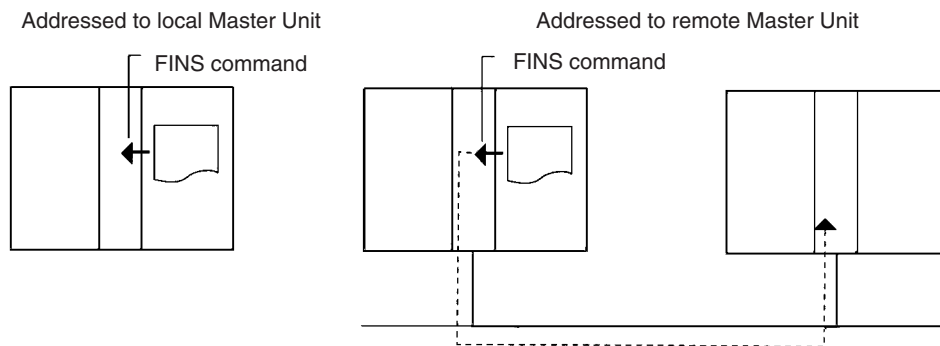 Addressed to local Master Unit
FINS command
Addressed to remote Master Unit
FINS command